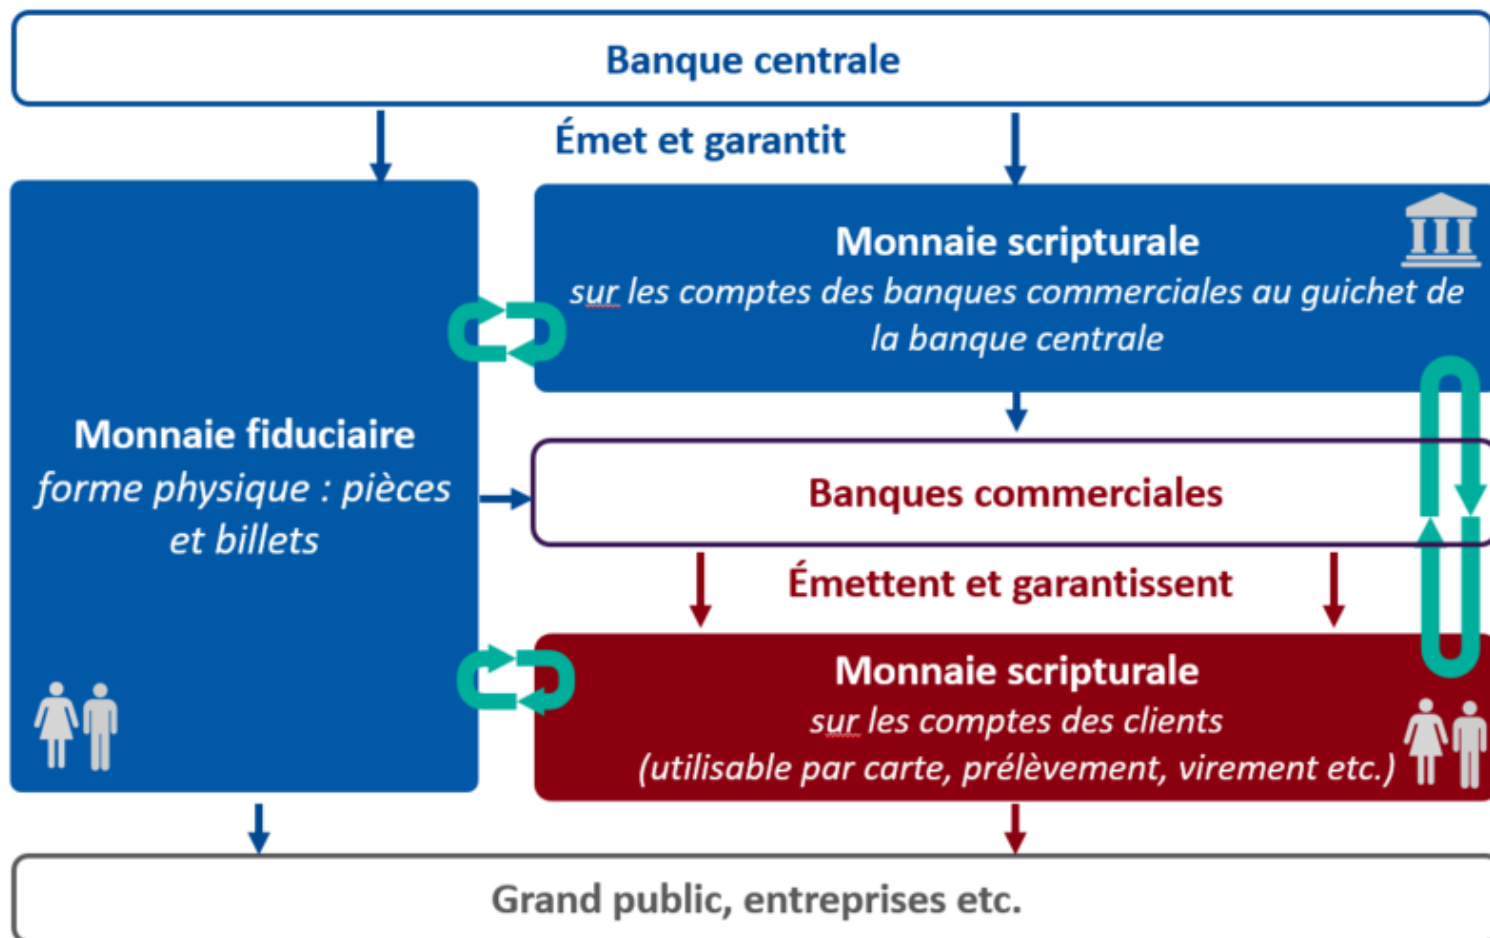 Banque centrale
Émet et garantit
Monnaie scripturale
sur les comptes des banques commerciales au guichet de
la banque centrale
Monnaie fiduciaire
forme physique : pièces
et billets
Banques commerciales
Émettent et garantissent
Monnaie scripturale
sur les comptes des clients
(utilisable par carte, prélèvement, virement etc.)
Grand public, entreprises etc.